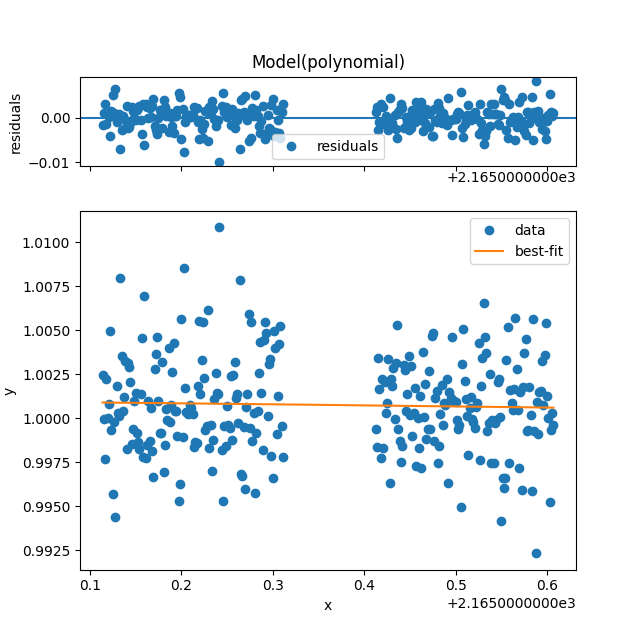 Model(polynomial)
residuals
0.00
−0.01
residuals
+2.1650000000e3
y
1.0100
1.0075
1.0050
1.0025
1.0000
0.9975
0.9950
0.9925
data
best-fit
0.1 0.2 0.3 0.4 0.5 0.6
x
+2.1650000000e3